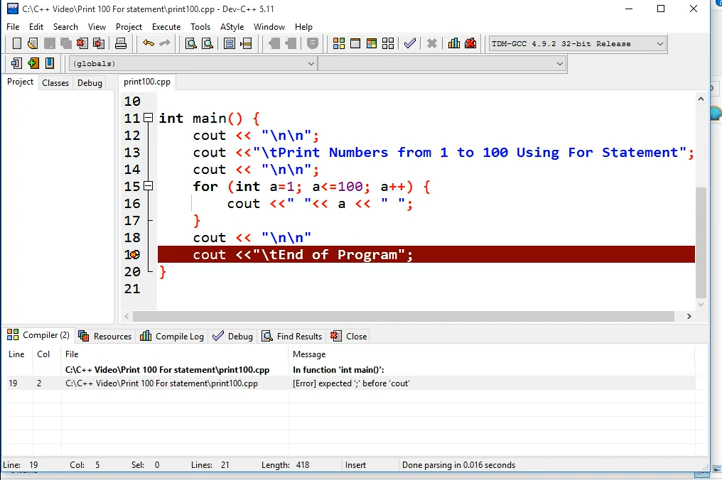 C:\C++ Video\Print 100 For statement\print100.cpp - Dev-C++ 5.11
File Edit Search View Project Execute Tools AStyle Window Help
TDM-GCC 4.9.2 32-bit Release
(globals)
Project Classes Debug print100.cpp
10
11 int main() {
12 cout << "\n\n";
13 cout <<"\tPrint Numbers from 1 to 100 Using For Statement";
14 cout << "\n\n";
15 for (int a=1; a<=100; a++) {
16 cout <<" "<< a << " ";
17 }
18 cout << "\n\n"
19 cout <<"\tEnd of Program";
20 }
21
Compiler (2) Resources Compile Log Debug Find Results Close
Line Col File Message
C:\C++ Video\Print 100 For statement\print100.cpp In function 'int main()':
19 2 C:\C++ Video\Print 100 For statement\print100.cpp [Error] expected ';' before 'cout'
Line: 19 Col: 5 Sel: 0 Lines: 21 Length: 418 Insert Done parsing in 0.016 seconds